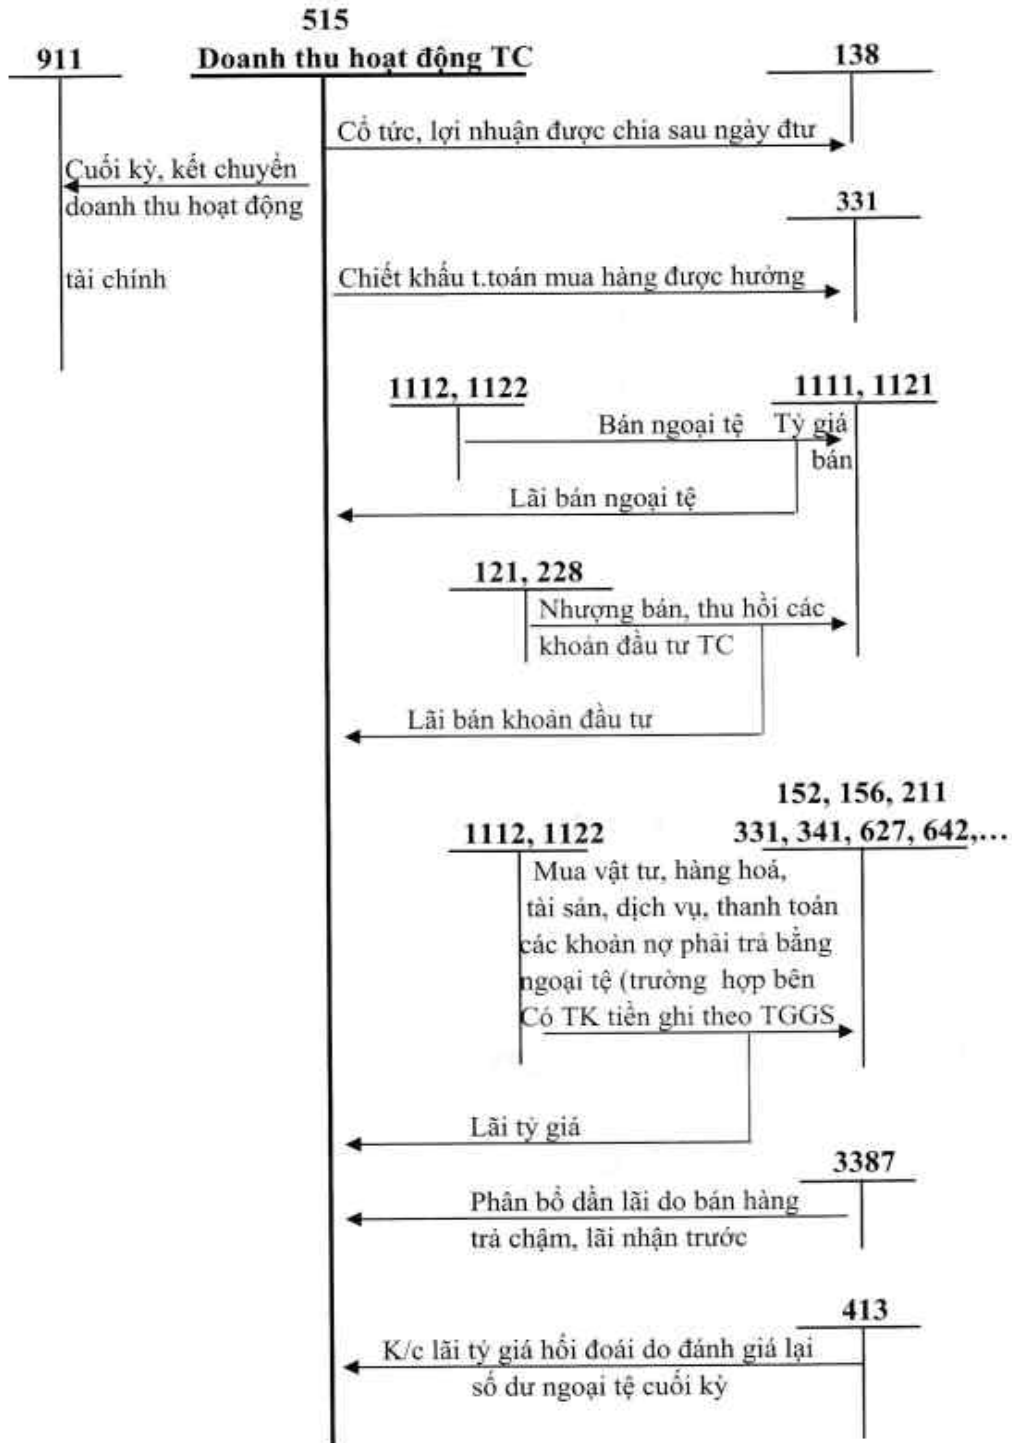 515
911
Doanh thu hoạt động TC
138
Cổ tức, lợi nhuận được chia sau ngày đtư
Cuối kỳ, kết chuyển
doanh thu hoạt động
tài chính
331
Chiết khấu t.toán mua hàng được hưởng
1112, 1122
1111, 1121
Bán ngoại tệ
Tỷ giá
bán
Lãi bán ngoại tệ
121, 228
Nhượng bán, thu hồi các
khoản đầu tư TC
Lãi bán khoản đầu tư
152, 156, 211
1112, 1122
331, 341, 627, 642,...
Mua vật tư, hàng hoá,
tài sản, dịch vụ, thanh toán
các khoản nợ phải trả bằng
ngoại tệ (trường hợp bên
Có TK tiền ghi theo TGGS
Lãi tỷ giá
3387
Phân bổ dần lãi do bán hàng
trả chậm, lãi nhận trước
413
K/c lãi tỷ giá hối đoái do đánh giá lại
số dư ngoại tệ cuối kỳ